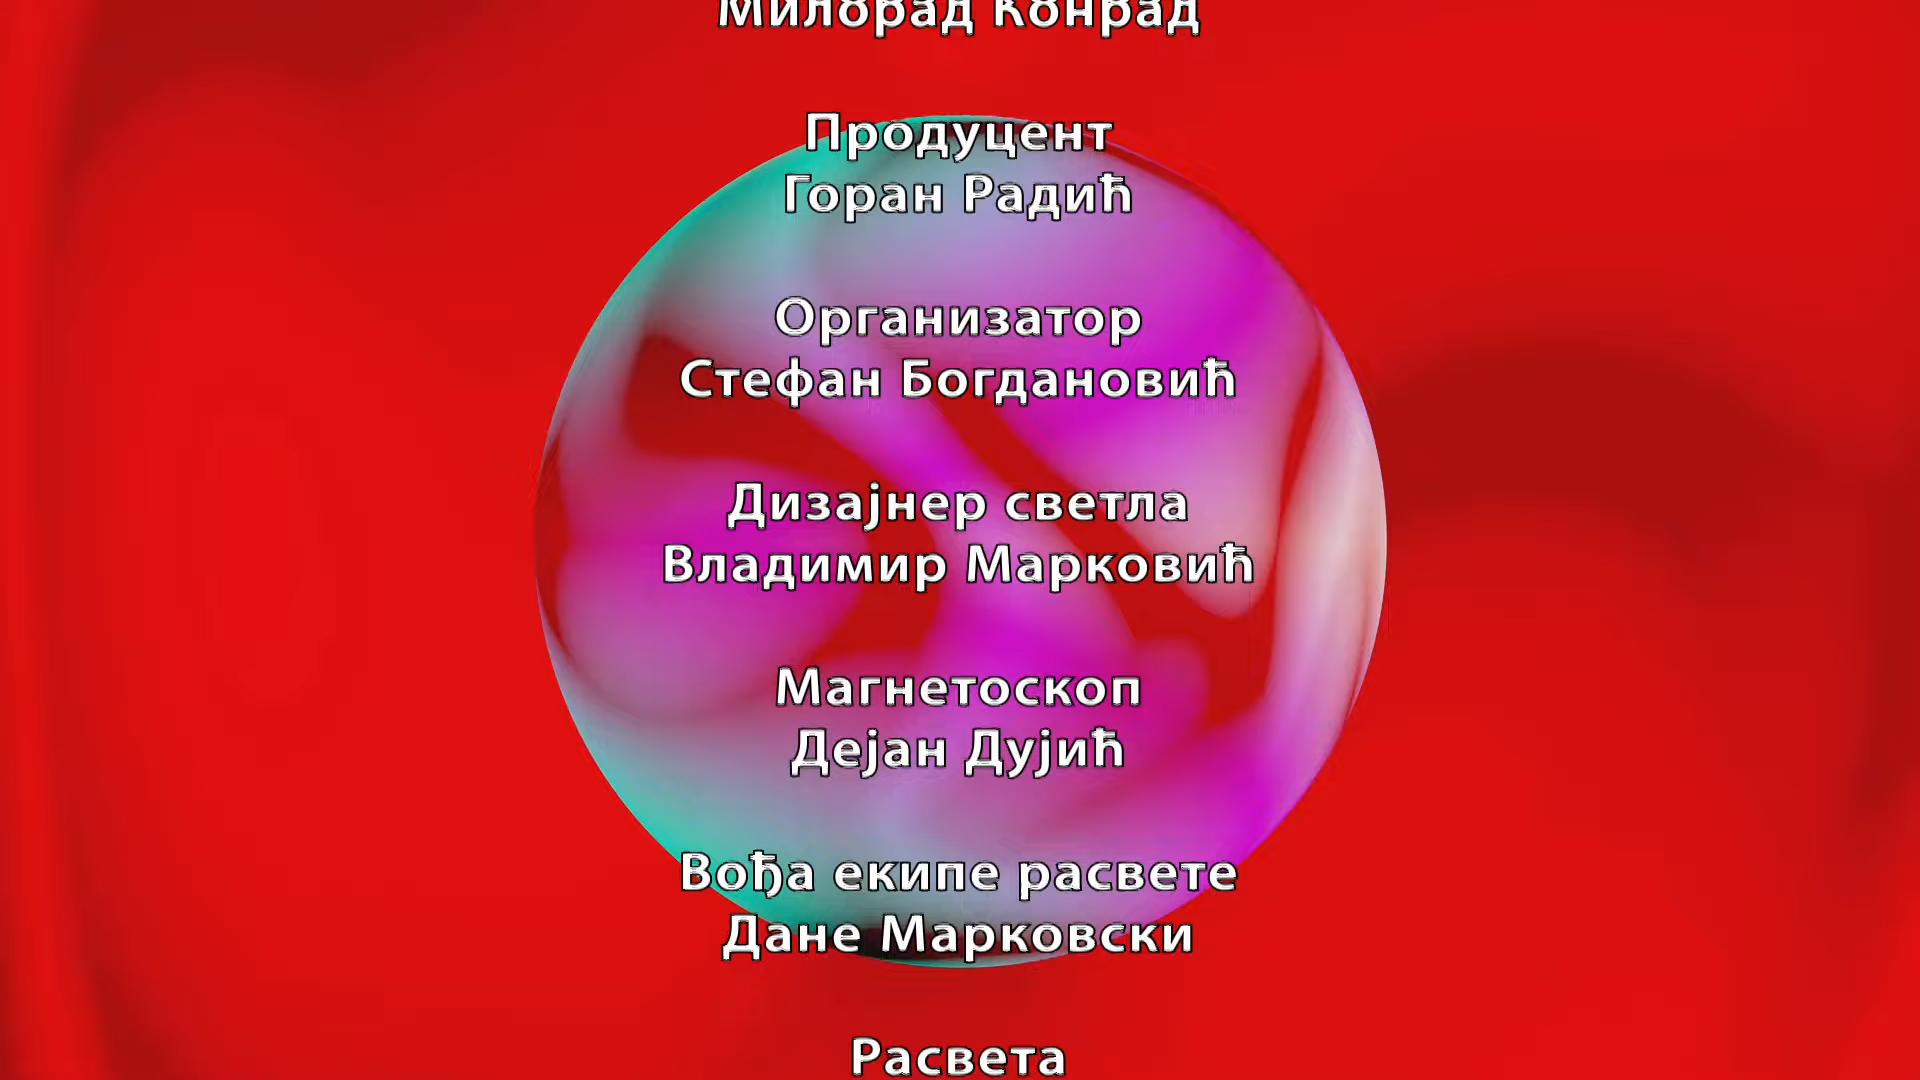 Милорад Конрад
Продуцент
Горан Радић
Организатор
Стефан Богдановић
Дизајнер светла
Владимир Марковић
Магнетоскоп
Дејан Дујић
Вођа екипе расвете
Дане Марковски
Расвета